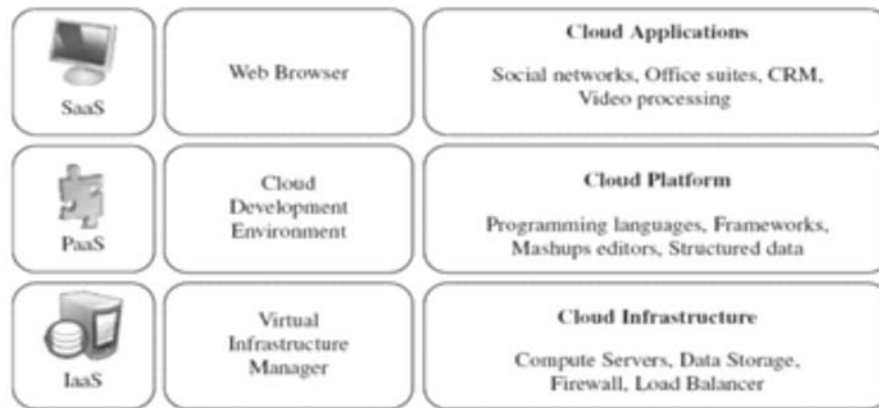 SaaS
Web Browser
Cloud Applications
Social networks, Office suites, CRM,
Video processing
PaaS
Cloud
Development
Environment
Cloud Platform
Programming languages, Frameworks,
Mashups editors, Structured data
IaaS
Virtual
Infrastructure
Manager
Cloud Infrastructure
Compute Servers, Data Storage,
Firewall, Load Balancer